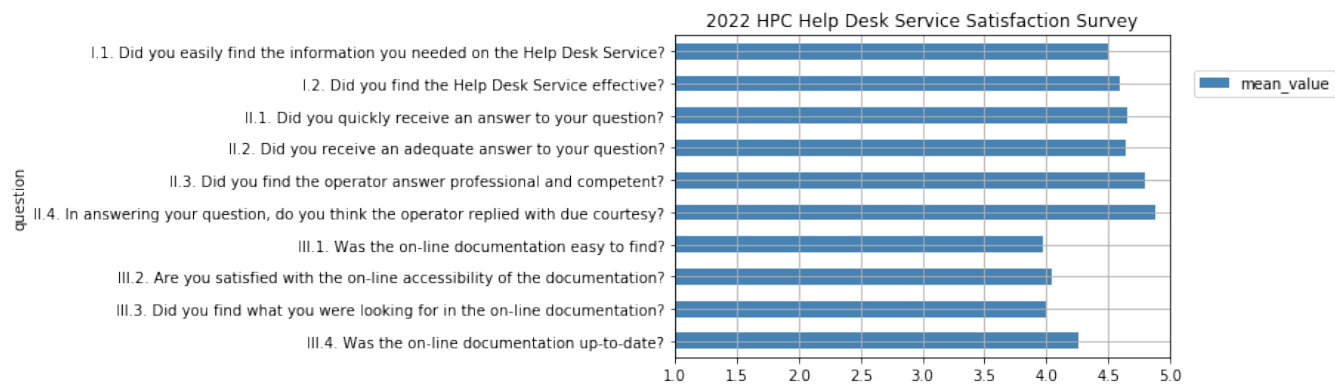 2022 HPC Help Desk Service Satisfaction Survey
I.1. Did you easily find the information you needed on the Help Desk Service?
I.2. Did you find the Help Desk Service effective?
II.1. Did you quickly receive an answer to your question?
II.2. Did you receive an adequate answer to your question?
II.3. Did you find the operator answer professional and competent?
II.4. In answering your question, do you think the operator replied with due courtesy?
III.1. Was the on-line documentation easy to find?
III.2. Are you satisfied with the on-line accessibility of the documentation?
III.3. Did you find what you were looking for in the on-line documentation?
III.4. Was the on-line documentation up-to-date?
question
1.0 1.5 2.0 2.5 3.0 3.5 4.0 4.5 5.0
mean_value